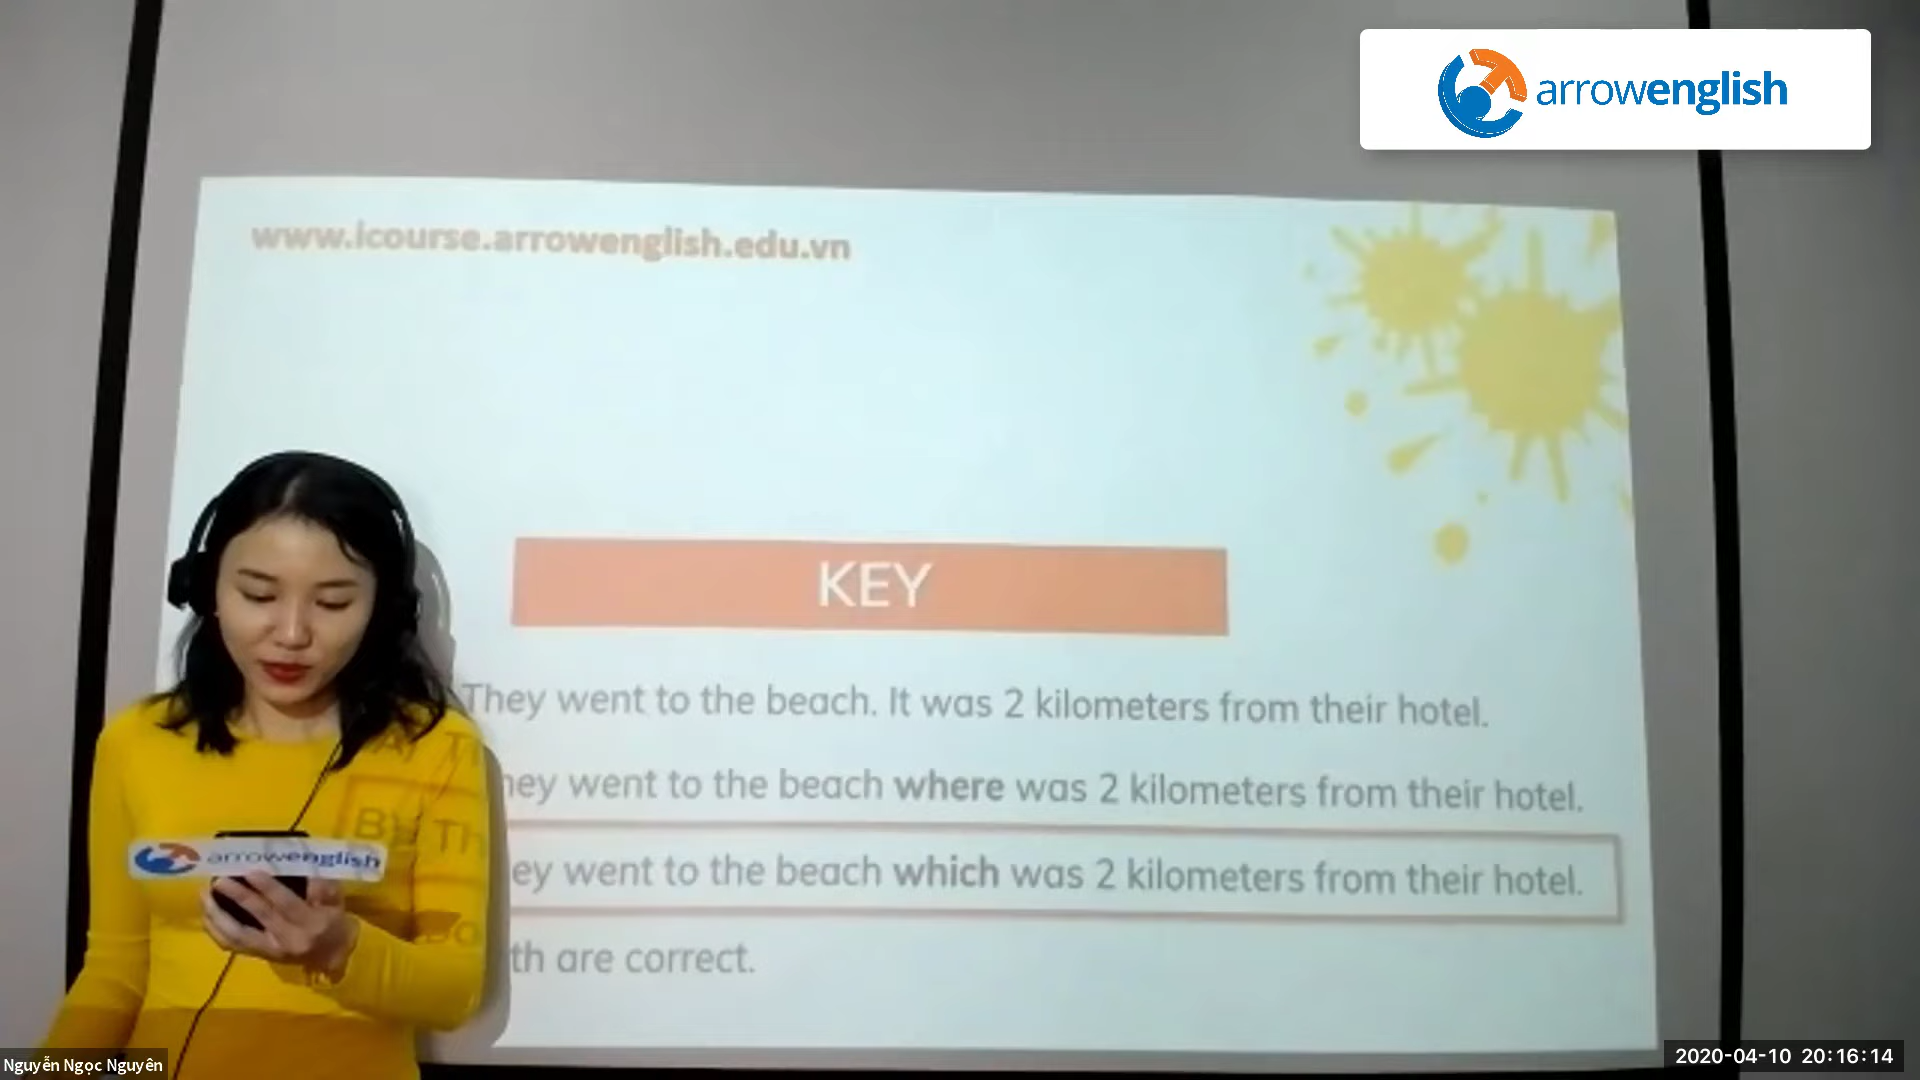 arrowenglish
www.icourse.arrowenglish.edu.vn
KEY
They went to the beach. It was 2 kilometers from their hotel.
went to the beach where was 2 kilometers from their hotel.
B) Th
went to the beach which was 2 kilometers from their hotel.
arrowenglish
are correct.
Nguyễn Ngọc Nguyên
2020-04-10 20:16:14